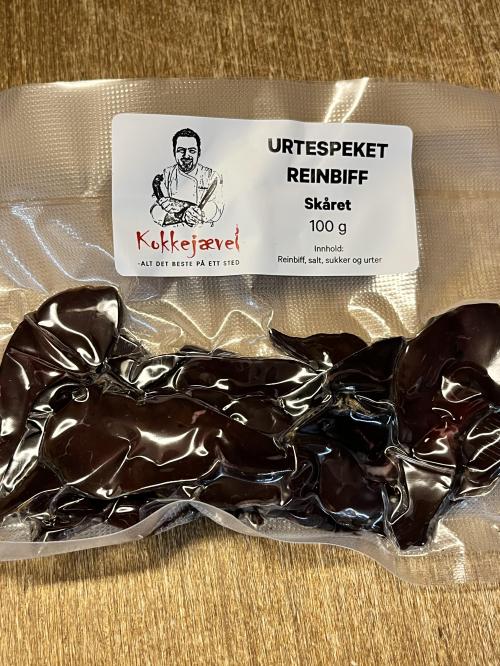 URTESPEKET
REINBIFF
Skåret
100 g
Innhold:
Reinbiff, salt, sukker og urter
Kokkejævel
-ALT DET BESTE PÅ ETT STED